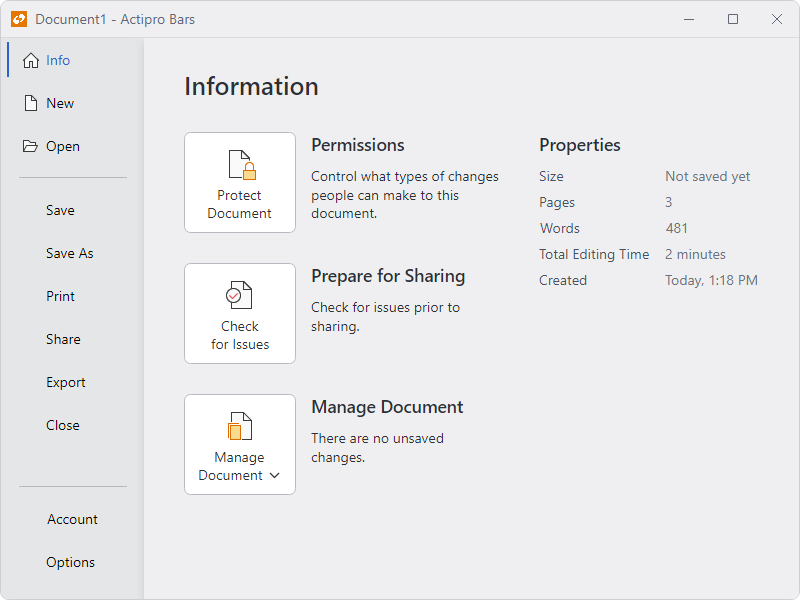 Document1 - Actipro Bars
Info
New
Open
Save
Save As
Print
Share
Export
Close
Account
Options
Information
Protect
Document
Permissions
Control what types of changes
people can make to this
document.
Check
for Issues
Prepare for Sharing
Check for issues prior to
sharing.
Manage
Document
Manage Document
There are no unsaved
changes.
Properties
Size Not saved yet
Pages 3
Words 481
Total Editing Time 2 minutes
Created Today, 1:18 PM